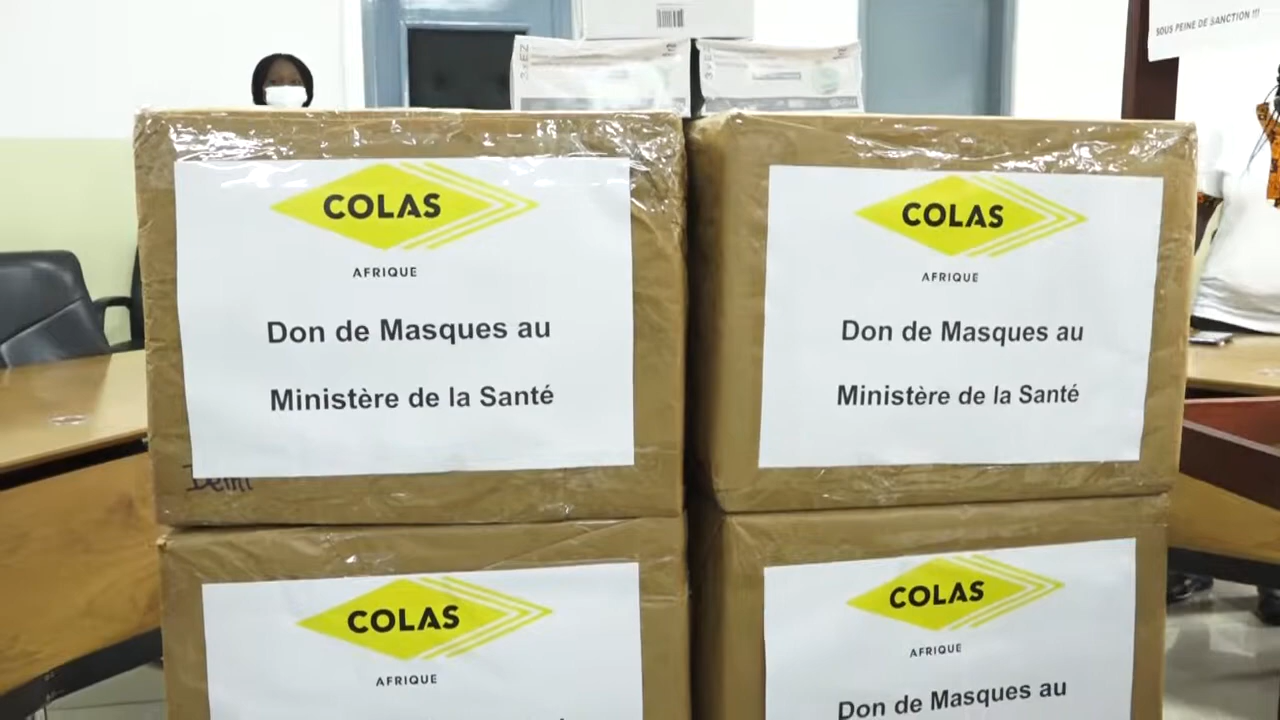 SOUS PEINE DE SANCTION !!!
COLAS
AFRIQUE
Don de Masques au
Ministère de la Santé
COLAS
AFRIQUE
Don de Masques au
Ministère de la Santé
COLAS
AFRIQUE
COLAS
AFRIQUE
Don de Masques au